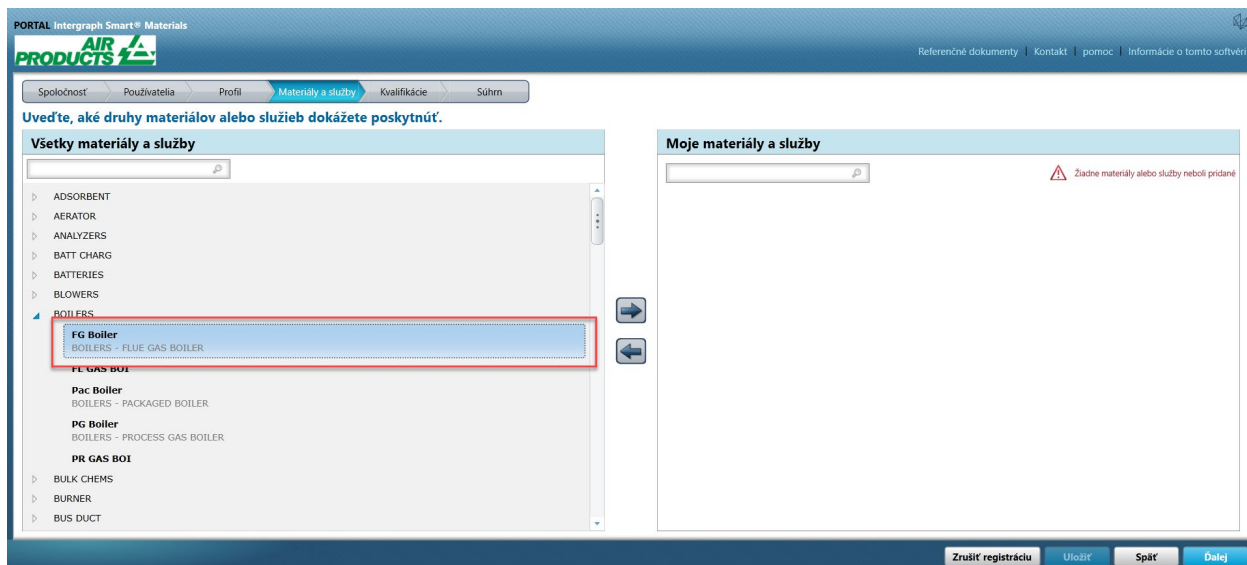 PORTAL Intergraph Smart® Materials
AIR
PRODUCTS
Referenčné dokumenty | Kontakt | pomoc | Informácie o tomto softvéri
Spoločnosť Používatelia Profil Materiály a služby Kvalifikácie Súhrn
Uveďte, aké druhy materiálov alebo služieb dokážete poskytnúť.
Všetky materiály a služby
ADSORBENT
AERATOR
ANALYZERS
BATT CHARG
BATTERIES
BLOWERS
BOILERS
FG Boiler
BOILERS - FLUE GAS BOILER
FL GAS BOI
Pac Boiler
BOILERS - PACKAGED BOILER
PG Boiler
BOILERS - PROCESS GAS BOILER
PR GAS BOI
BULK CHEMS
BURNER
BUS DUCT
Moje materiály a služby
Žiadne materiály alebo služby neboli pridané
Zrušiť registráciu Uložiť Späť Ďalej